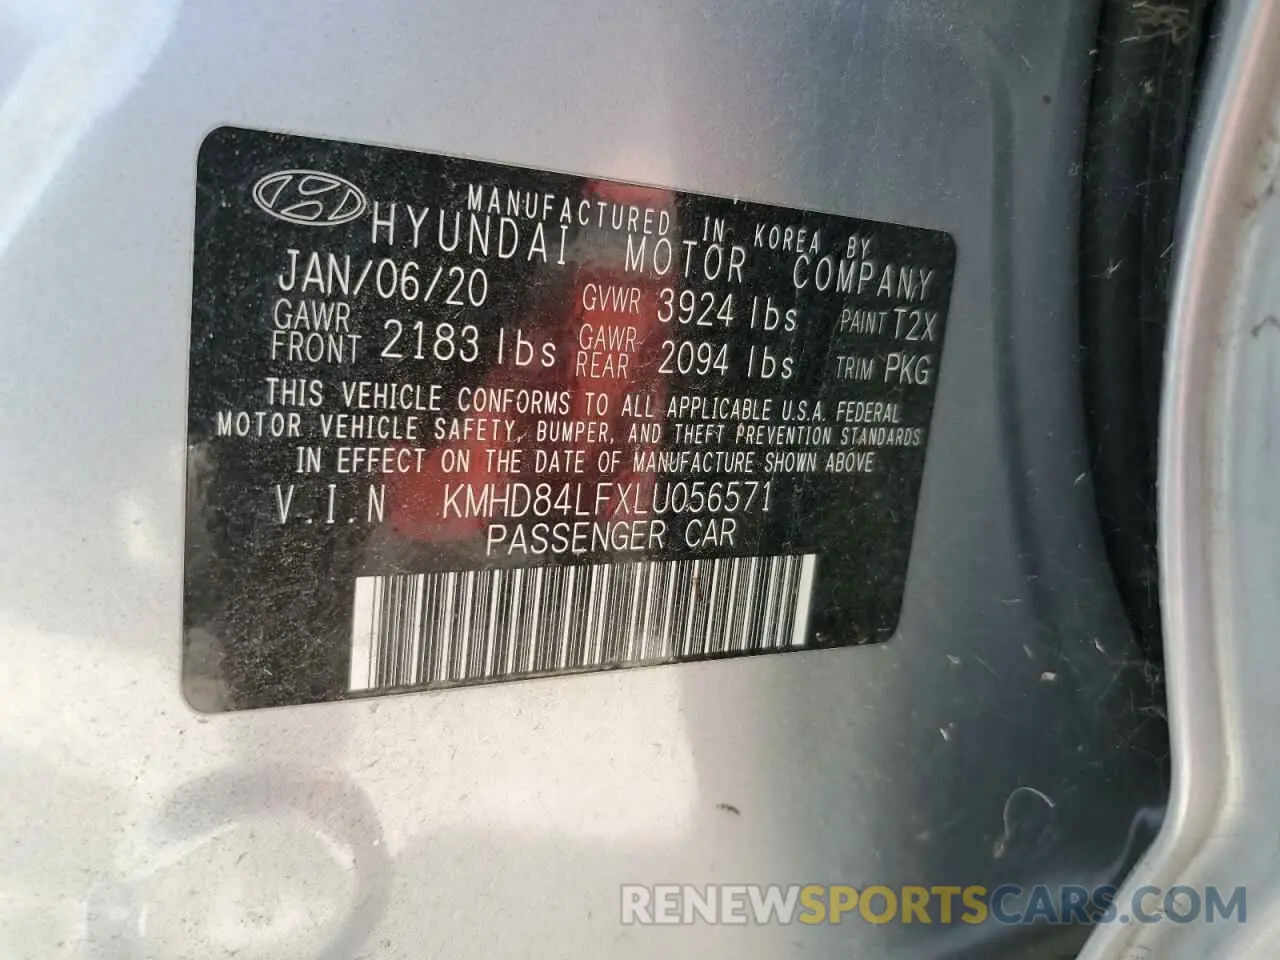 MANUFACTURED IN KOREA BY
HYUNDAI MOTOR COMPANY
JAN/06/20 GVWR 3924 lbs PAINT T2X
GAWR FRONT 2183 lbs GAWR REAR 2094 lbs TRIM PKG
THIS VEHICLE CONFORMS TO ALL APPLICABLE U.S.A. FEDERAL
MOTOR VEHICLE SAFETY, BUMPER, AND THEFT PREVENTION STANDARDS
IN EFFECT ON THE DATE OF MANUFACTURE SHOWN ABOVE
V.I.N KMHD84LFXLU056571
PASSENGER CAR
RENEWSPORTSCARS.COM